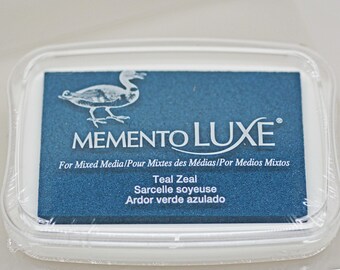 MEMENTO LUXE®
For Mixed Media/Pour Mixtes des Médias/Por Medios Mixtos
Teal Zeal
Sarcelle soyeuse
Ardor verde azulado